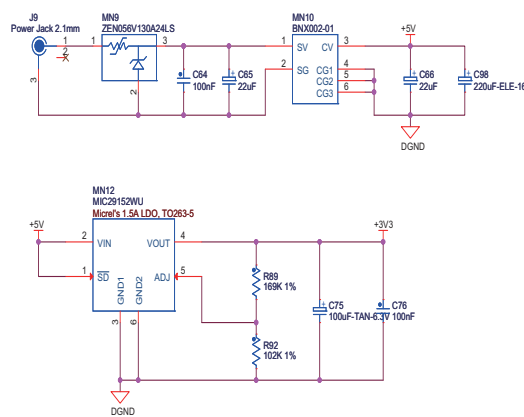 J9
Power Jack 2.1mm
1
2
3
MN9
ZEN056V130A24LS
1
3
2
C64
100nF
C65
22uF
MN10
BNX002-01
1 SV CV 3
2 SG CG1 4
CG2 5
CG3 6
+5V
C66
22uF
C98
220uF-ELE-16
DGND
MN12
MIC29152WU
Micrel's 1.5A LDO, TO263-5
+5V
2 VIN VOUT 4
1 SD ADJ 5
GND1
GND2
3
6
R89
169K 1%
R92
102K 1%
+3V3
C75
100uF-TAN-6.3V
C76
100nF
DGND